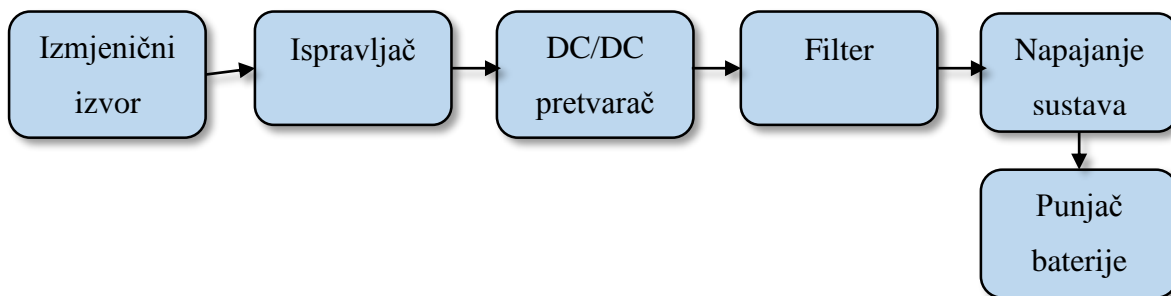 Izmjenični
izvor
Ispravljač
DC/DC
pretvarač
Filter
Napajanje
sustava
Punjač
baterije